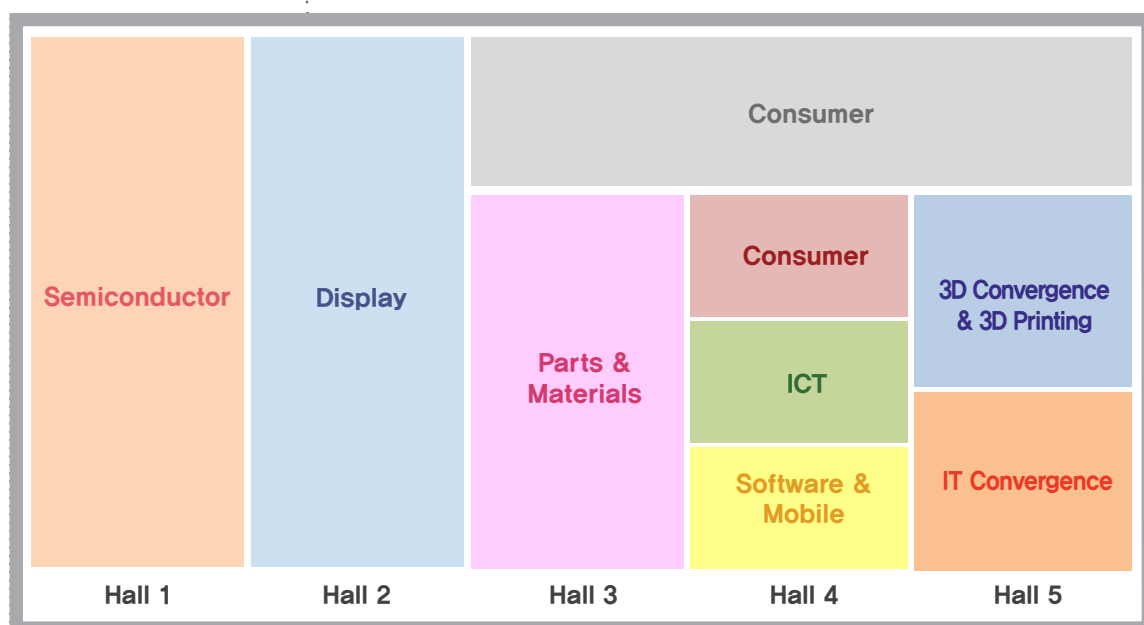 Consumer
Semiconductor
Display
Parts &
Materials
Consumer
ICT
Software &
Mobile
3D Convergence
& 3D Printing
IT Convergence
Hall 1
Hall 2
Hall 3
Hall 4
Hall 5